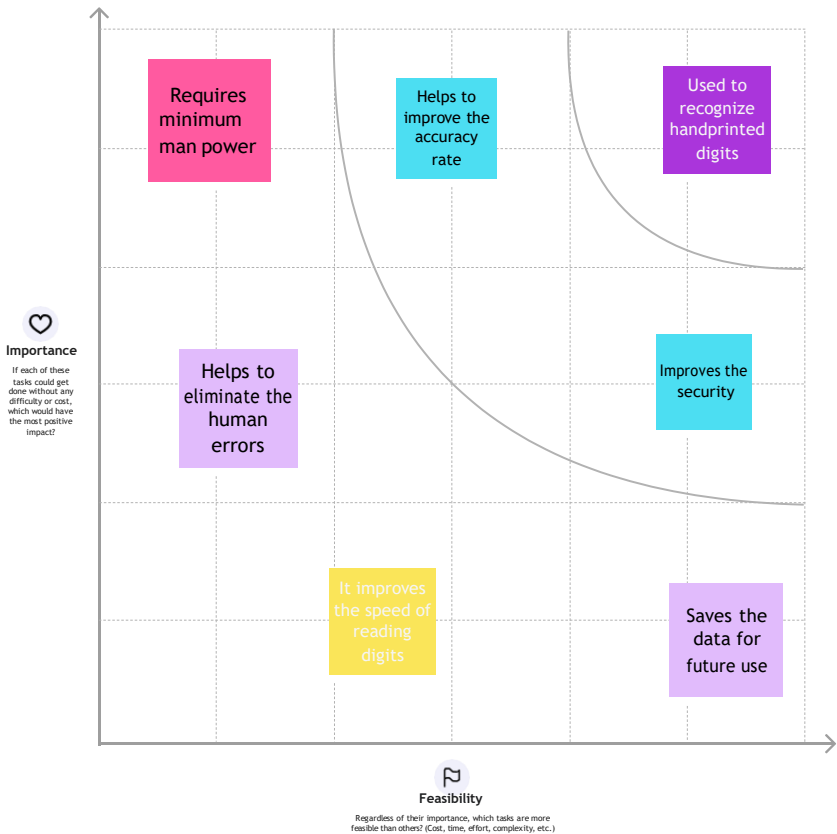 Requires
minimum
man power
Helps to
improve the
accuracy
rate
Used to
recognize
handprinted
digits
Importance
If each of these
tasks could get
done without any
difficulty or cost,
which would have
the most positive
impact?
Helps to
eliminate the
human
errors
Improves the
security
It improves
the speed of
reading
digits
Saves the
data for
future use
Feasibility
Regardless of their importance, which tasks are more
feasible than others? (Cost, time, effort, complexity, etc.)